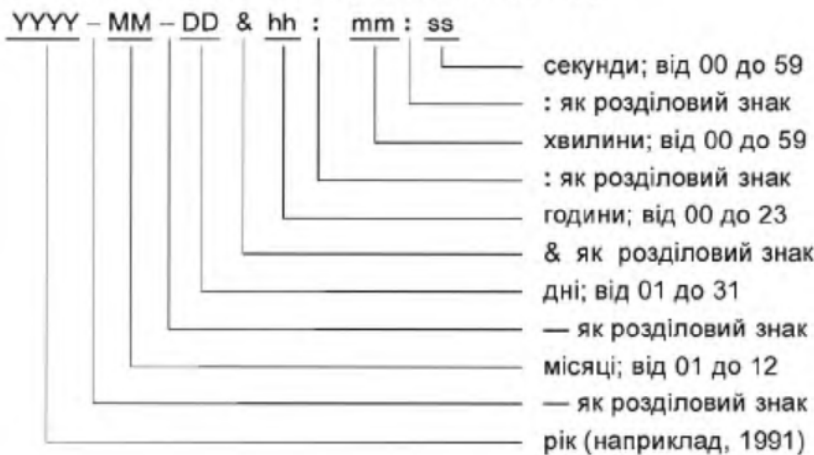 YYYY – MM – DD & hh : mm : ss
секунди; від 00 до 59
: як розділовий знак
хвилини; від 00 до 59
: як розділовий знак
години; від 00 до 23
& як розділовий знак
дні; від 01 до 31
— як розділовий знак
місяці; від 01 до 12
— як розділовий знак
рік (наприклад, 1991)